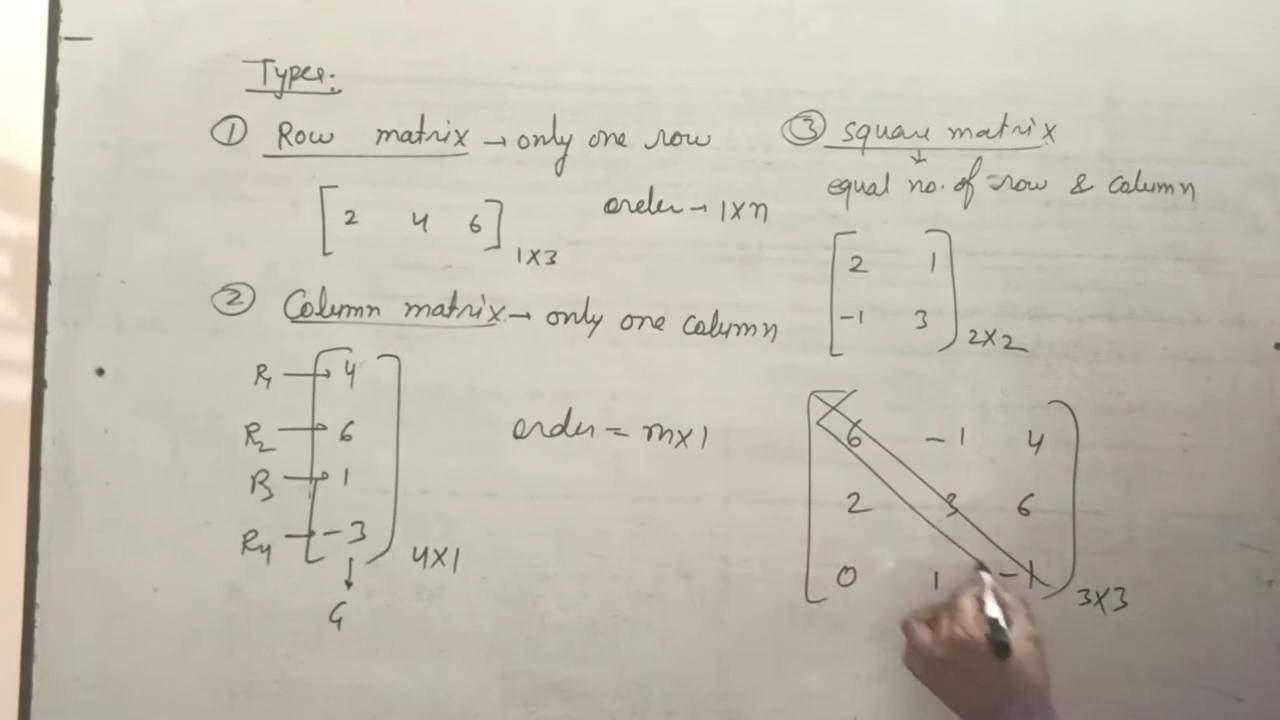 Types:
① Row matrix → only one row
[2 4 6] 1X3
order → 1Xn
② Column matrix → only one column
R1 → 4
R2 → 6
R3 → 1
R4 → -3
4X1
C1
order = mX1
③ square matrix
equal no. of row & column
2 1
-1 3
2X2
6 -1 4
2 3 6
0 1 -1
3X3